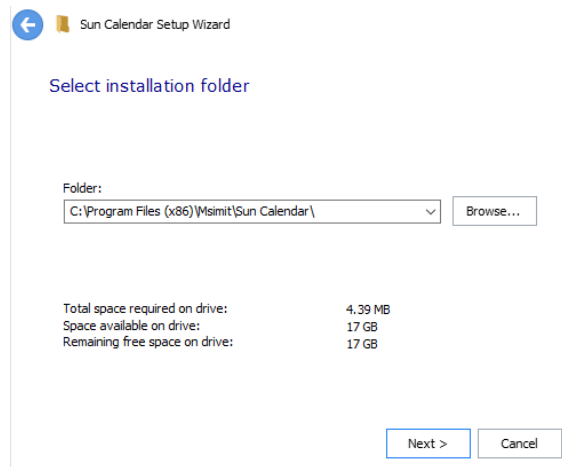 Sun Calendar Setup Wizard
Select installation folder
Folder:
C:\Program Files (x86)\Msimit\Sun Calendar\
Browse...
Total space required on drive: 4.39 MB
Space available on drive: 17 GB
Remaining free space on drive: 17 GB
Next > Cancel